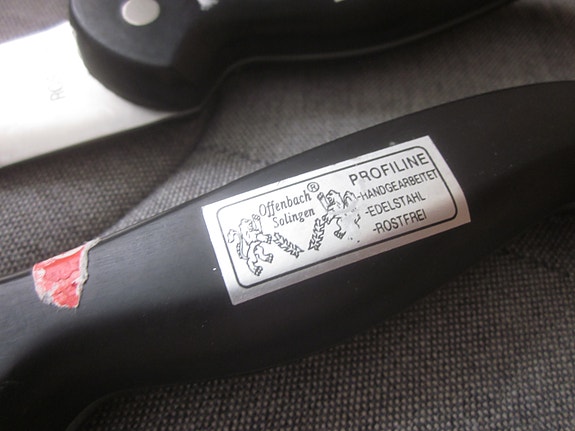 Offenbach®
Solingen
PROFILINE
-HANDGEARBEITET
-EDELSTAHL
-ROSTFREI